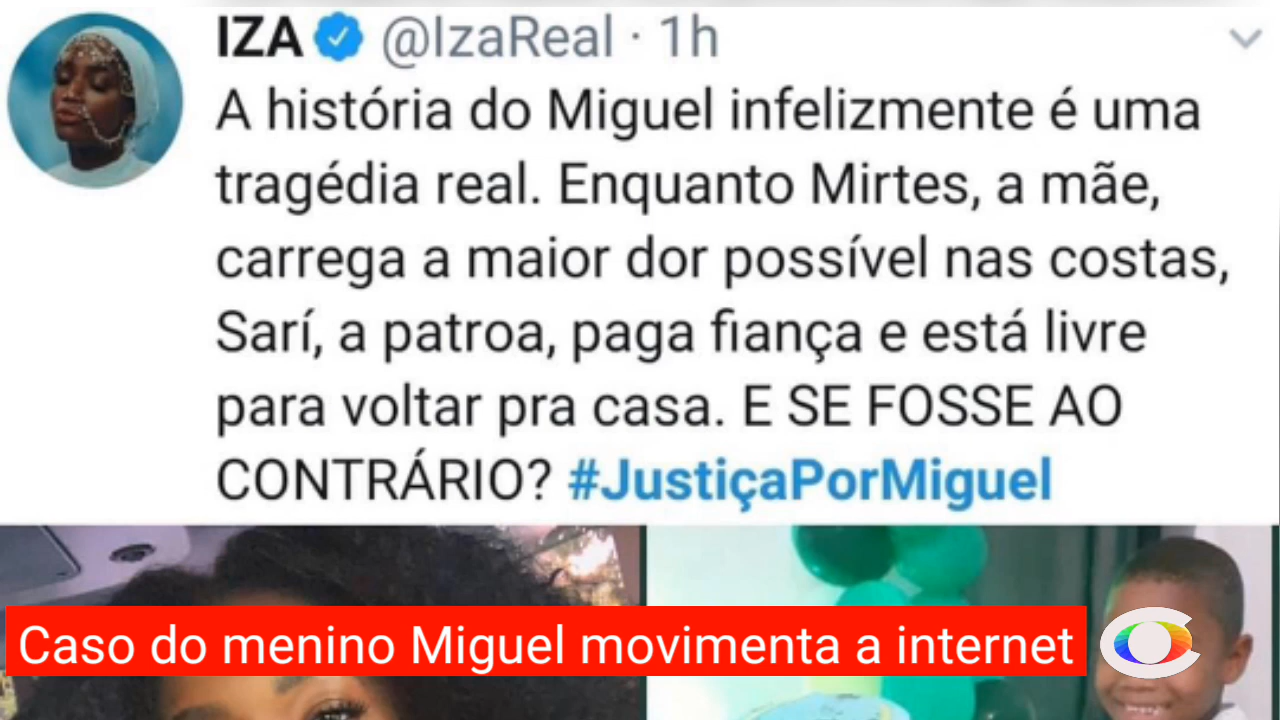 IZA @IzaReal · 1h
A história do Miguel infelizmente é uma
tragédia real. Enquanto Mirtes, a mãe,
carrega a maior dor possível nas costas,
Sarí, a patroa, paga fiança e está livre
para voltar pra casa. E SE FOSSE AO
CONTRÁRIO? #JustiçaPorMiguel
Caso do menino Miguel movimenta a internet